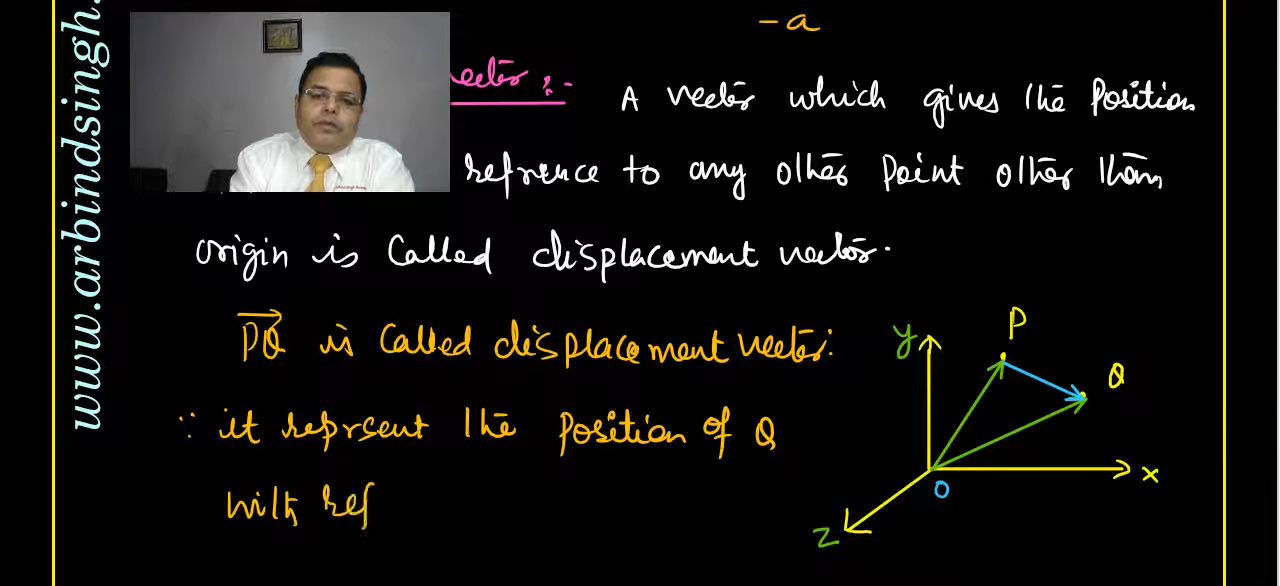 -a
vector :-
A vector which gives the Position
refrence to any other Point other than
origin is Called displacement vector.
PQ is Called displacement vector.
∵ it reprsent the Position of Q
with ref
y
P
Q
O
x
z
www.arbindsingh.